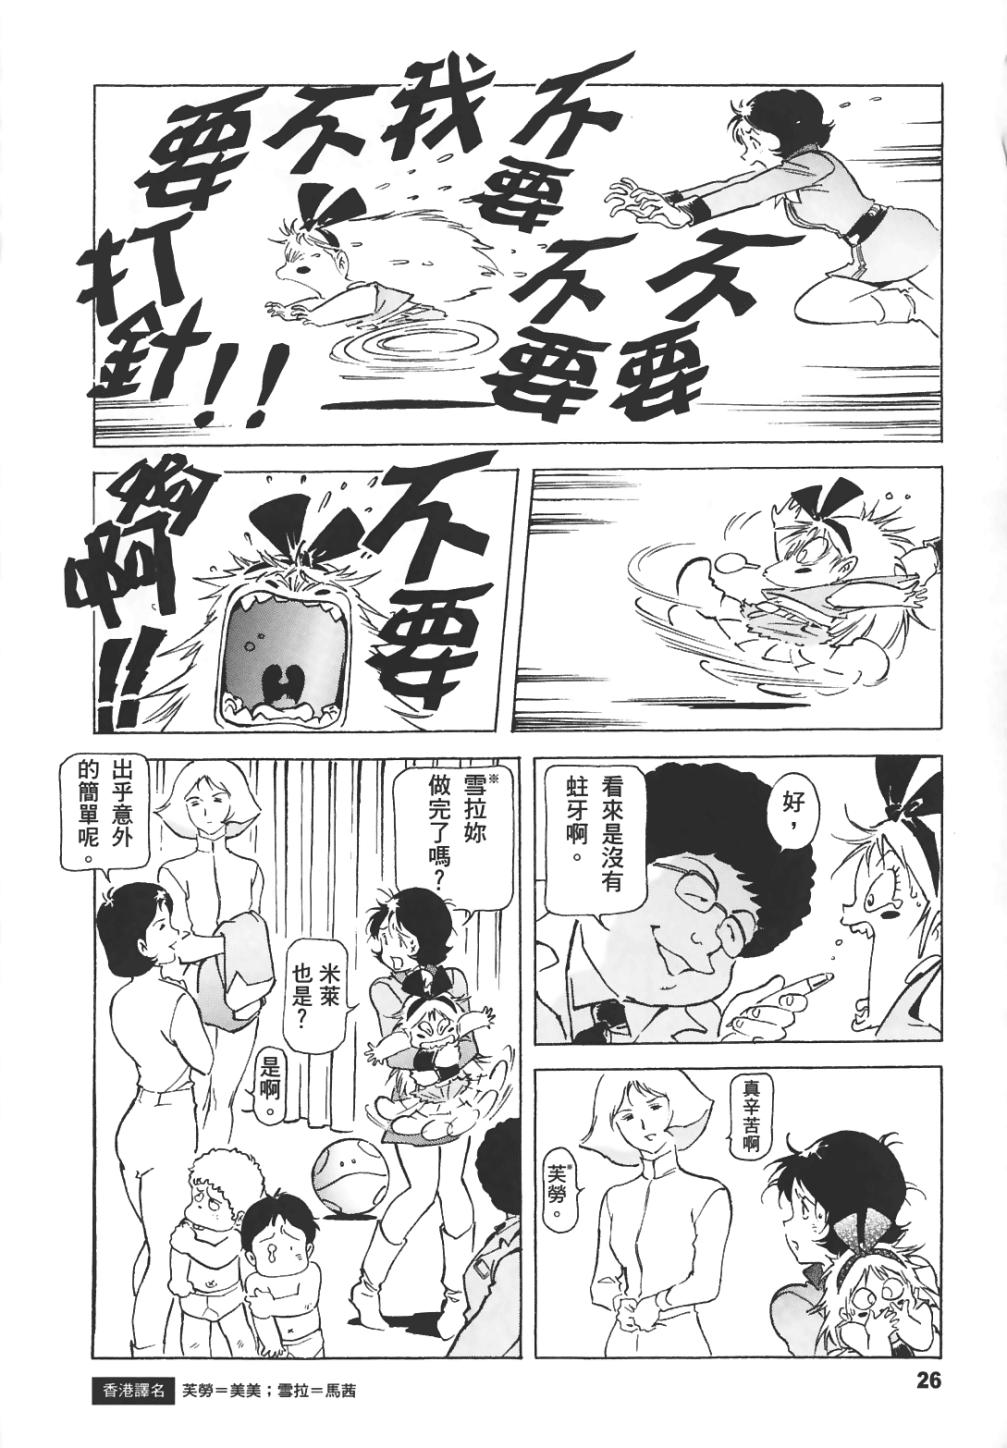 不要
不要
不要
我不要打針!!
不要
啊啊!!
好，
看來是沒有
蛀牙啊。
真辛苦啊
※芙勞。
※雪拉妳
做完了嗎？
米萊
也是？
是啊。
出乎意外
的簡單呢。
香港譯名 芙勞＝美美；雪拉＝馬茜
26